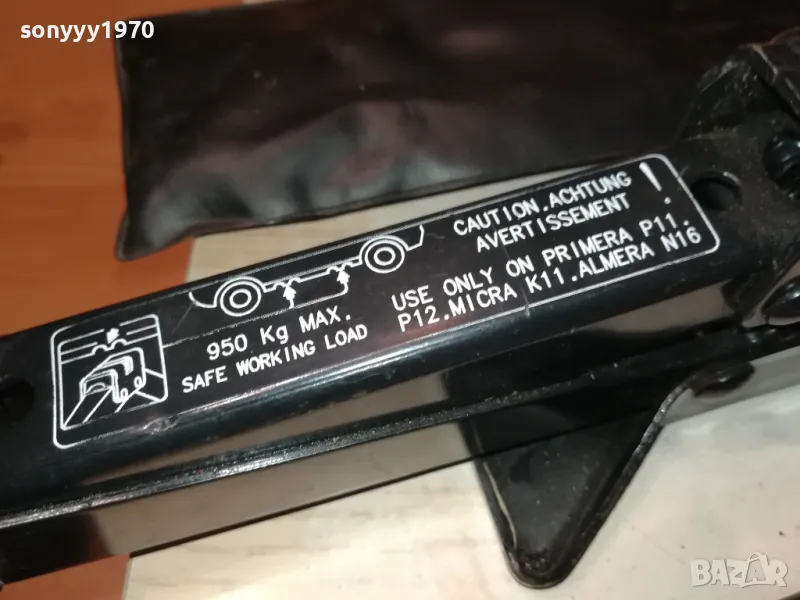 sonyyy1970
CAUTION.ACHTUNG
AVERTISSEMENT !
950 Kg MAX.
SAFE WORKING LOAD
USE ONLY ON PRIMERA P11.
P12.MICRA K11.ALMERA N16
BAZAR